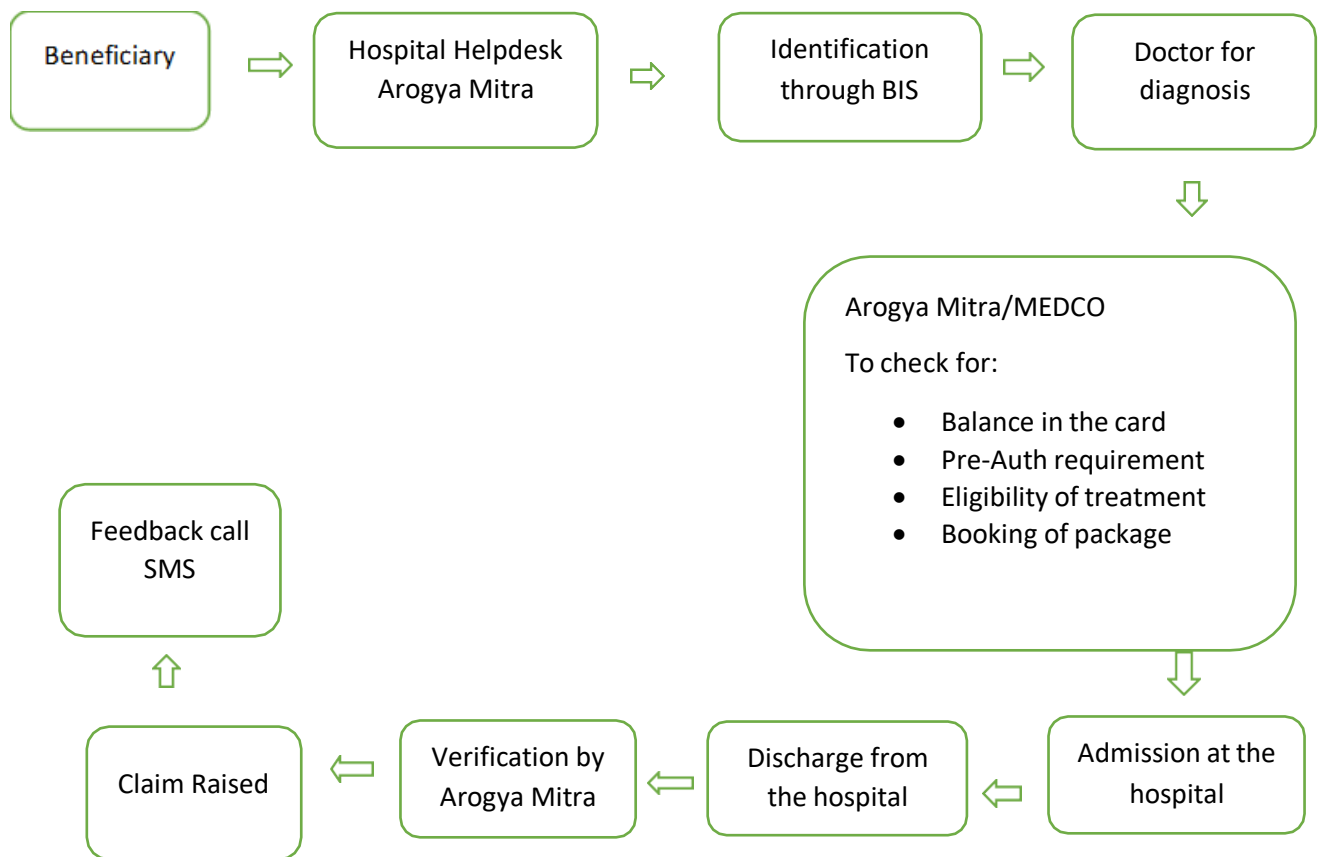 Beneficiary
Hospital Helpdesk
Arogya Mitra
Identification
through BIS
Doctor for
diagnosis
Arogya Mitra/MEDCO
To check for:
• Balance in the card
• Pre-Auth requirement
• Eligibility of treatment
• Booking of package
Admission at the
hospital
Discharge from
the hospital
Verification by
Arogya Mitra
Claim Raised
Feedback call
SMS